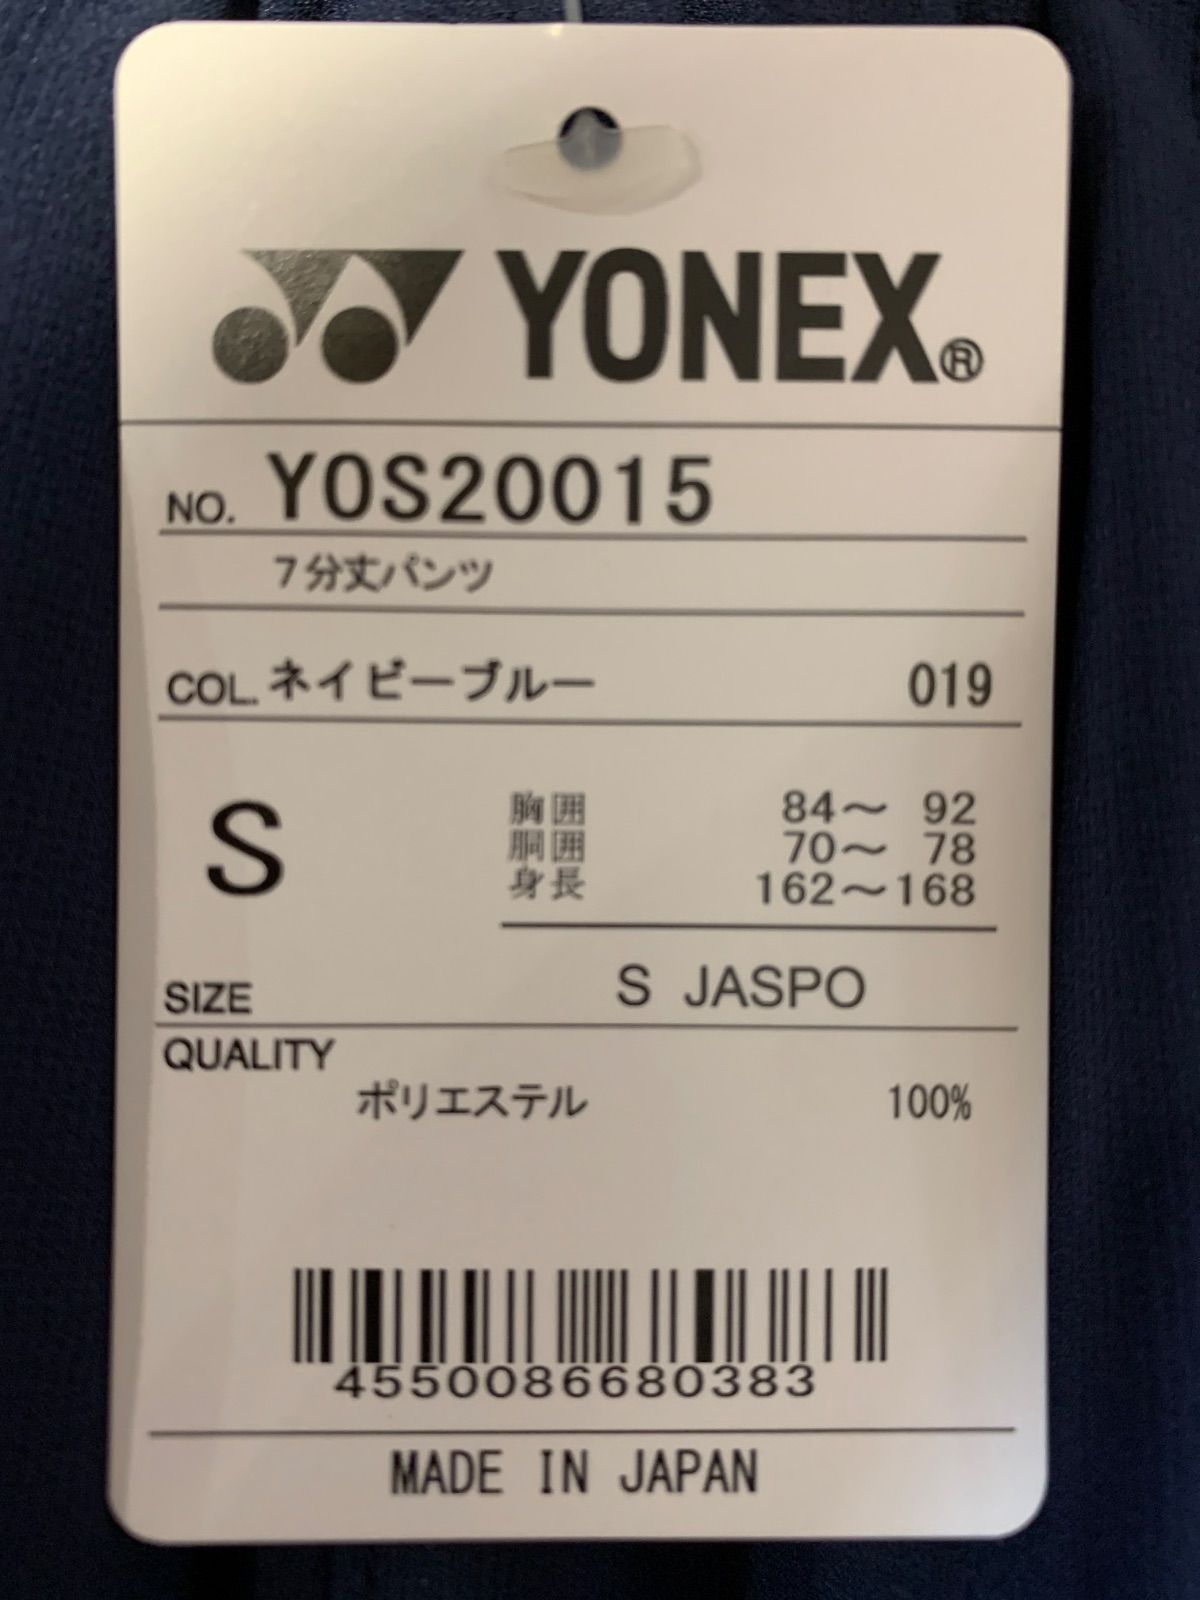 YONEX®
NO. YOS20015
7分丈パンツ
COL. ネイビーブルー 019
S
胸囲 84～ 92
胴囲 70～ 78
身長 162～168
SIZE S JASPO
QUALITY
ポリエステル 100%
4550086680383
MADE IN JAPAN